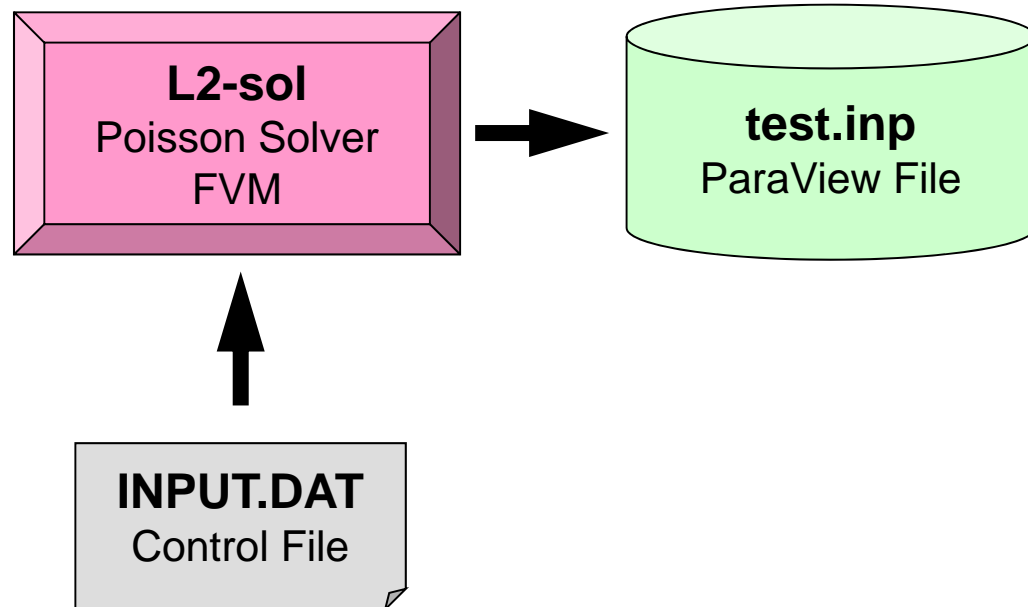 L2-sol
Poisson Solver
FVM
test.inp
ParaView File
INPUT.DAT
Control File